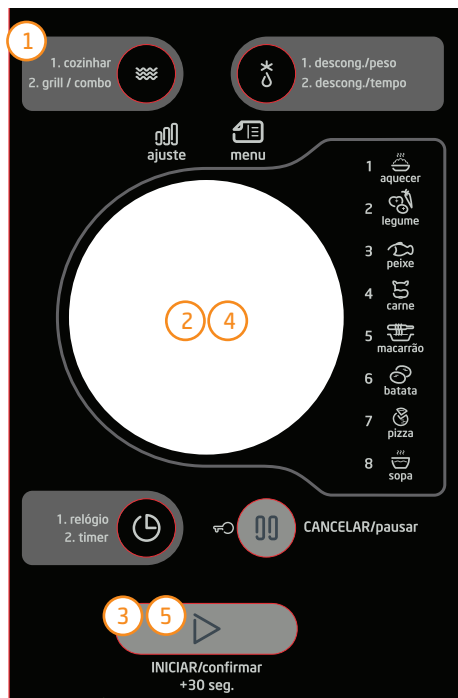 1
1. cozinhar
2. grill / combo
1. descong./peso
2. descong./tempo
ajuste
menu
1 aquecer
2 legume
3 peixe
4 carne
5 macarrão
6 batata
7 pizza
8 sopa
2 4
1. relógio
2. timer
CANCELAR/pausar
3 5
INICIAR/confirmar
+30 seg.